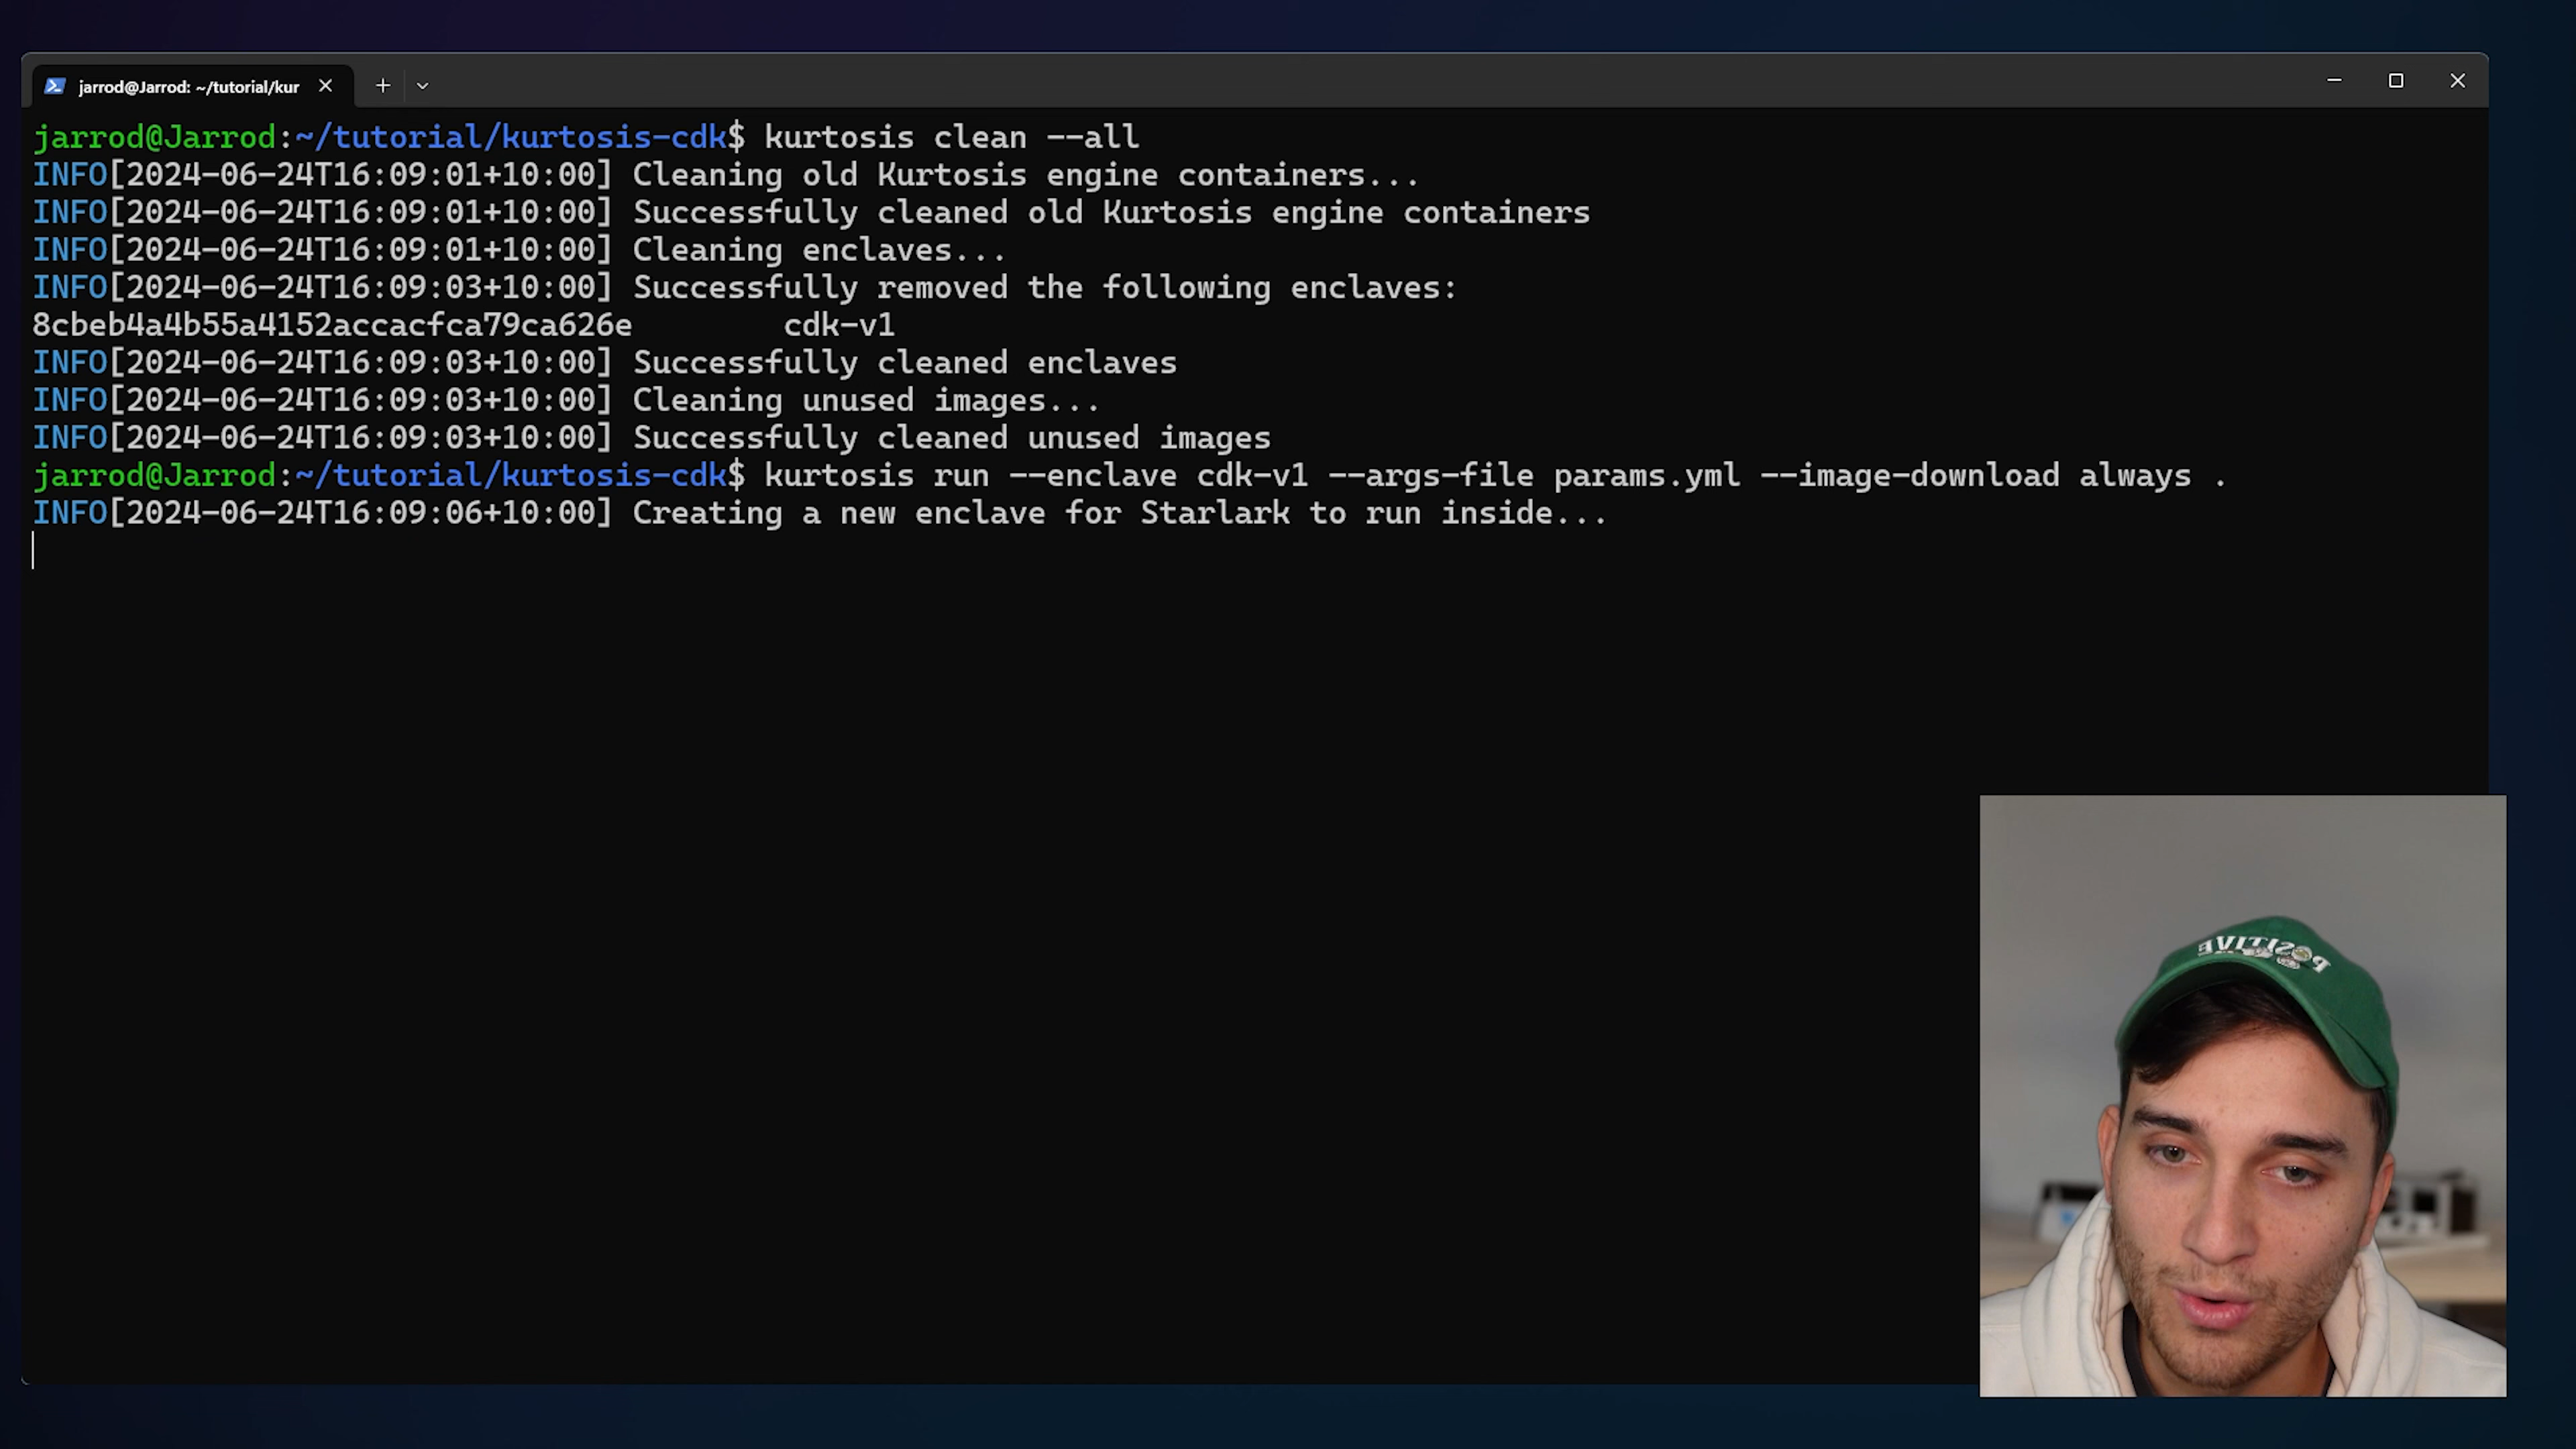 jarrod@Jarrod: ~/tutorial/kur
jarrod@Jarrod:~/tutorial/kurtosis-cdk$ kurtosis clean --all
INFO[2024-06-24T16:09:01+10:00] Cleaning old Kurtosis engine containers...
INFO[2024-06-24T16:09:01+10:00] Successfully cleaned old Kurtosis engine containers
INFO[2024-06-24T16:09:01+10:00] Cleaning enclaves...
INFO[2024-06-24T16:09:03+10:00] Successfully removed the following enclaves:
8cbeb4a4b55a4152accacfca79ca626e cdk-v1
INFO[2024-06-24T16:09:03+10:00] Successfully cleaned enclaves
INFO[2024-06-24T16:09:03+10:00] Cleaning unused images...
INFO[2024-06-24T16:09:03+10:00] Successfully cleaned unused images
jarrod@Jarrod:~/tutorial/kurtosis-cdk$ kurtosis run --enclave cdk-v1 --args-file params.yml --image-download always .
INFO[2024-06-24T16:09:06+10:00] Creating a new enclave for Starlark to run inside...
POSITIVE